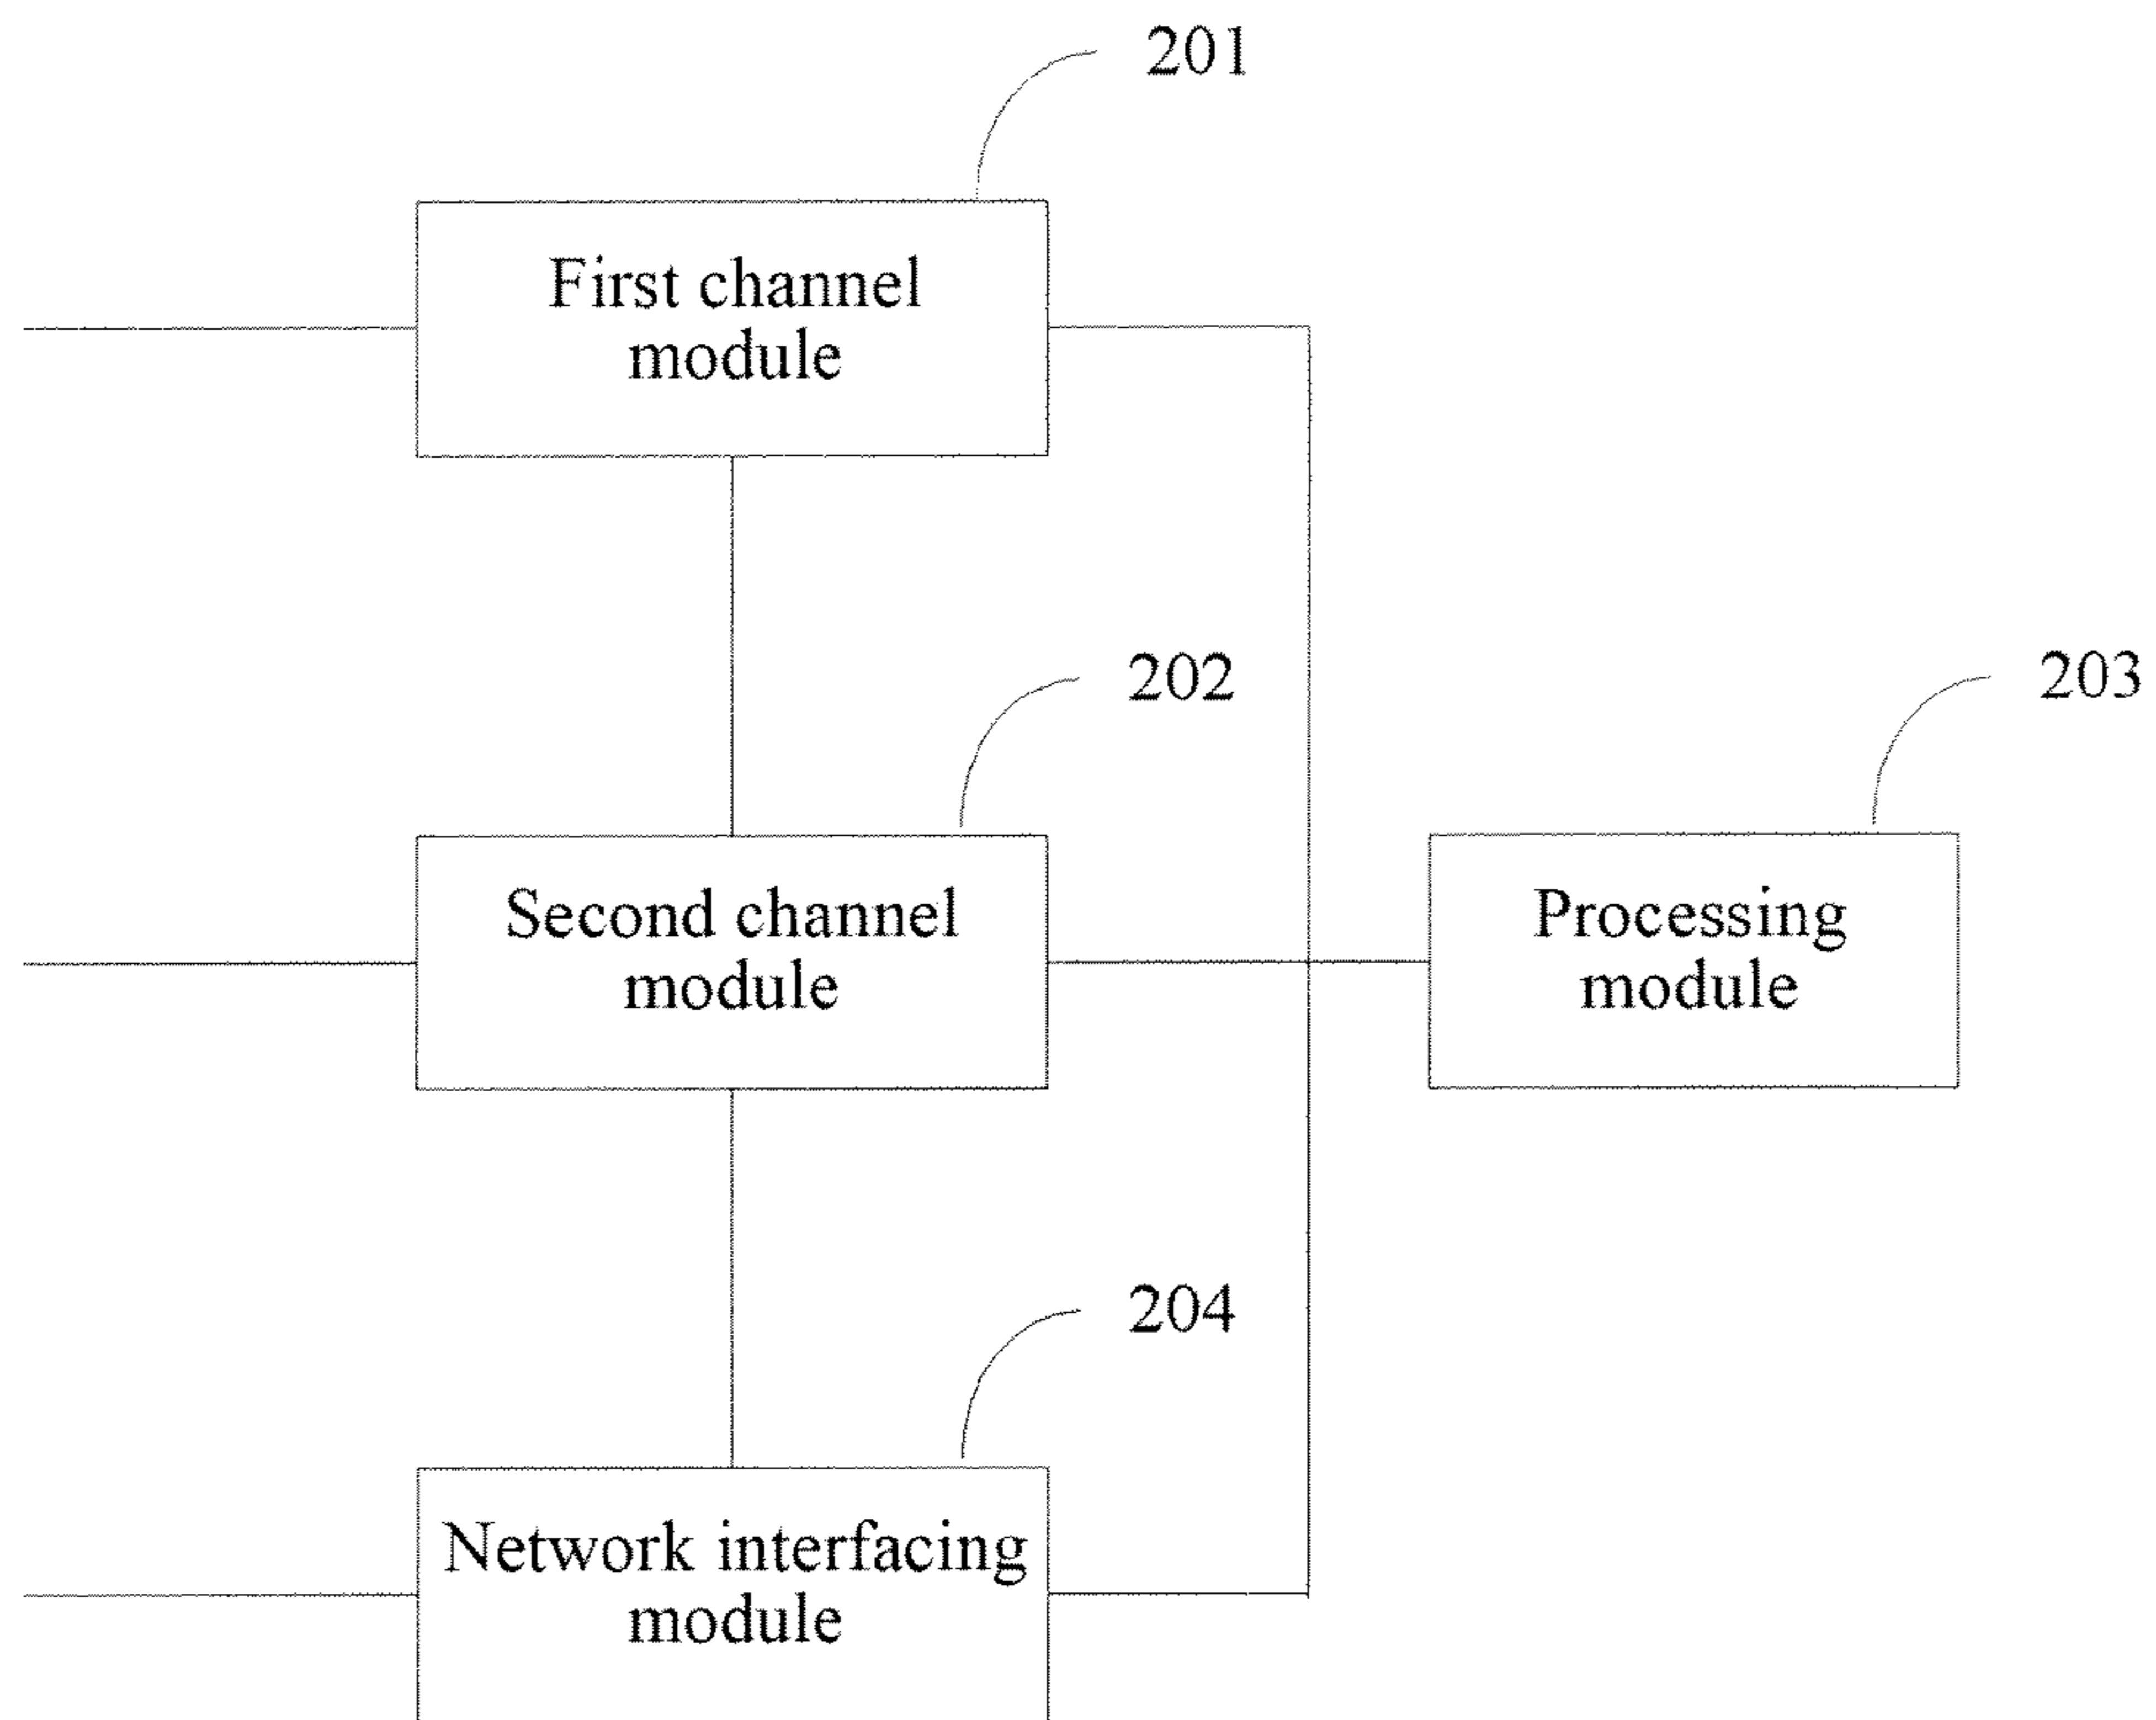 201
First channel
module
202
203
Second channel
module
Processing
module
204
Network interfacing
module